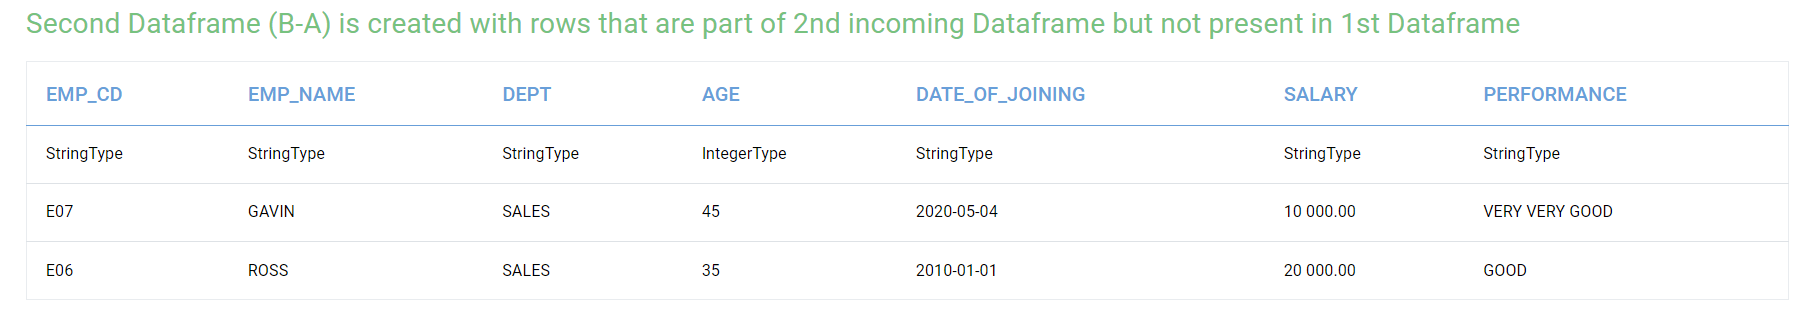 Second Dataframe (B-A) is created with rows that are part of 2nd incoming Dataframe but not present in 1st Dataframe
EMP_CD EMP_NAME DEPT AGE DATE_OF_JOINING SALARY PERFORMANCE
StringType StringType StringType IntegerType StringType StringType StringType
E07 GAVIN SALES 45 2020-05-04 10 000.00 VERY VERY GOOD
E06 ROSS SALES 35 2010-01-01 20 000.00 GOOD